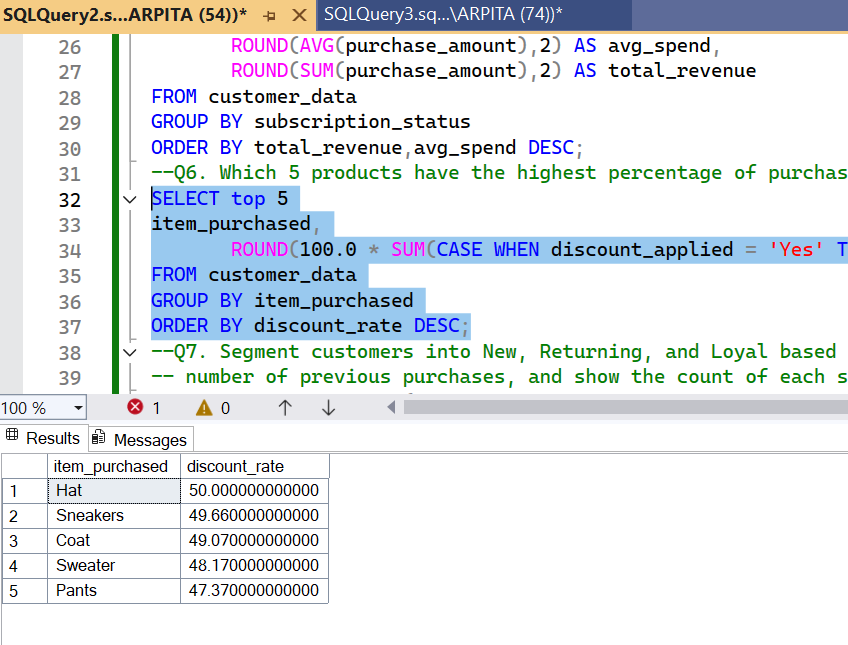 SQLQuery2.s...ARPITA (54))* SQLQuery3.sq...\ARPITA (74))*
26 ROUND(AVG(purchase_amount),2) AS avg_spend,
27 ROUND(SUM(purchase_amount),2) AS total_revenue
28 FROM customer_data
29 GROUP BY subscription_status
30 ORDER BY total_revenue,avg_spend DESC;
31 --Q6. Which 5 products have the highest percentage of purchas
32 SELECT top 5
33 item_purchased,
34 ROUND(100.0 * SUM(CASE WHEN discount_applied = 'Yes' T
35 FROM customer_data
36 GROUP BY item_purchased
37 ORDER BY discount_rate DESC;
38 --Q7. Segment customers into New, Returning, and Loyal based
39 -- number of previous purchases, and show the count of each s
100 % 1 0
Results Messages
item_purchased discount_rate
1 Hat 50.000000000000
2 Sneakers 49.660000000000
3 Coat 49.070000000000
4 Sweater 48.170000000000
5 Pants 47.370000000000